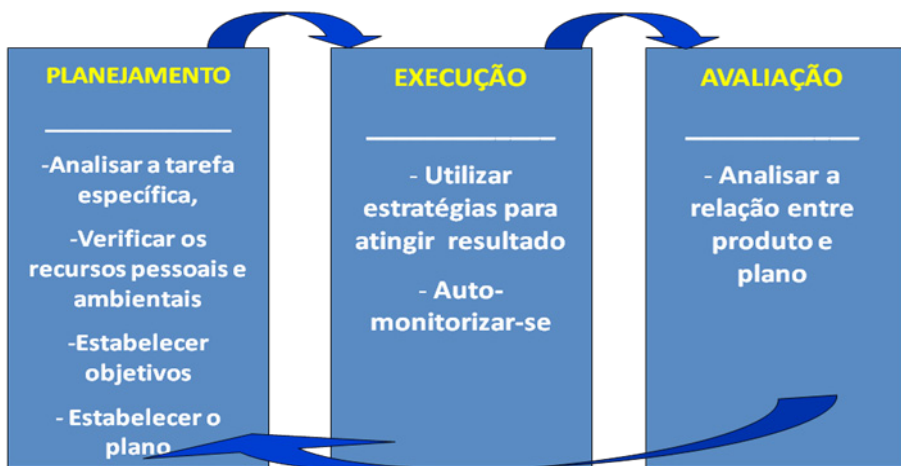 PLANEJAMENTO
-Analisar a tarefa
específica,
-Verificar os
recursos pessoais e
ambientais
-Estabelecer
objetivos
- Estabelecer o
plano
EXECUÇÃO
- Utilizar
estratégias para
atingir resultado
- Auto-
monitorizar-se
AVALIAÇÃO
- Analisar a
relação entre
produto e
plano